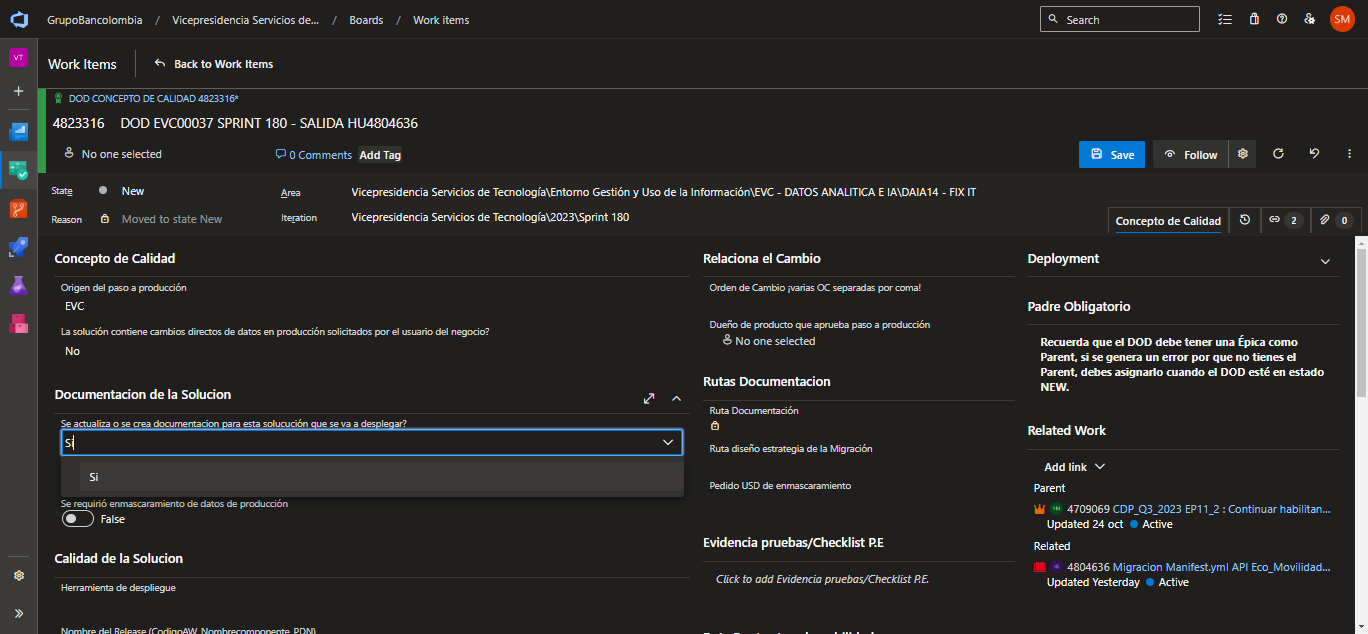 GrupoBancolombia / Vicepresidencia Servicios de... / Boards / Work items
Search
SM
VT
Work Items
Back to Work Items
DOD CONCEPTO DE CALIDAD 4823316*
4823316 DOD EVC00037 SPRINT 180 - SALIDA HU4804636
No one selected
0 Comments
Add Tag
Save
Follow
State
New
Area
Vicepresidencia Servicios de Tecnología\Entorno Gestión y Uso de la Información\EVC - DATOS ANALITICA E IA\DAIA14 - FIX IT
Reason
Moved to state New
Iteration
Vicepresidencia Servicios de Tecnología\2023\Sprint 180
Concepto de Calidad
2
0
Concepto de Calidad
Origen del paso a producción
EVC
La solución contiene cambios directos de datos en producción solicitados por el usuario del negocio?
No
Documentacion de la Solucion
Se actualiza o se crea documentacion para esta solucución que se va a desplegar?
Si
Si
Se requirió enmascaramiento de datos de producción
False
Calidad de la Solucion
Herramienta de despliegue
Nombre del Release (CodigoAW_Nombrecomponente_PDN)
Relaciona el Cambio
Orden de Cambio ¡varias OC separadas por coma!
Dueño de producto que aprueba paso a producción
No one selected
Rutas Documentacion
Ruta Documentación
Ruta diseño estrategia de la Migración
Pedido USD de enmascaramiento
Evidencia pruebas/Checklist P.E
Click to add Evidencia pruebas/Checklist P.E.
Deployment
Padre Obligatorio
Recuerda que el DOD debe tener una Épica como
Parent, si se genera un error por que no tienes el
Parent, debes asignarlo cuando el DOD esté en estado
NEW.
Related Work
Add link
Parent
4709069 CDP_Q3_2023 EP11_2 : Continuar habilitan...
Updated 24 oct
Active
Related
4804636 Migracion Manifest.yml API Eco_Movilidad...
Updated Yesterday
Active